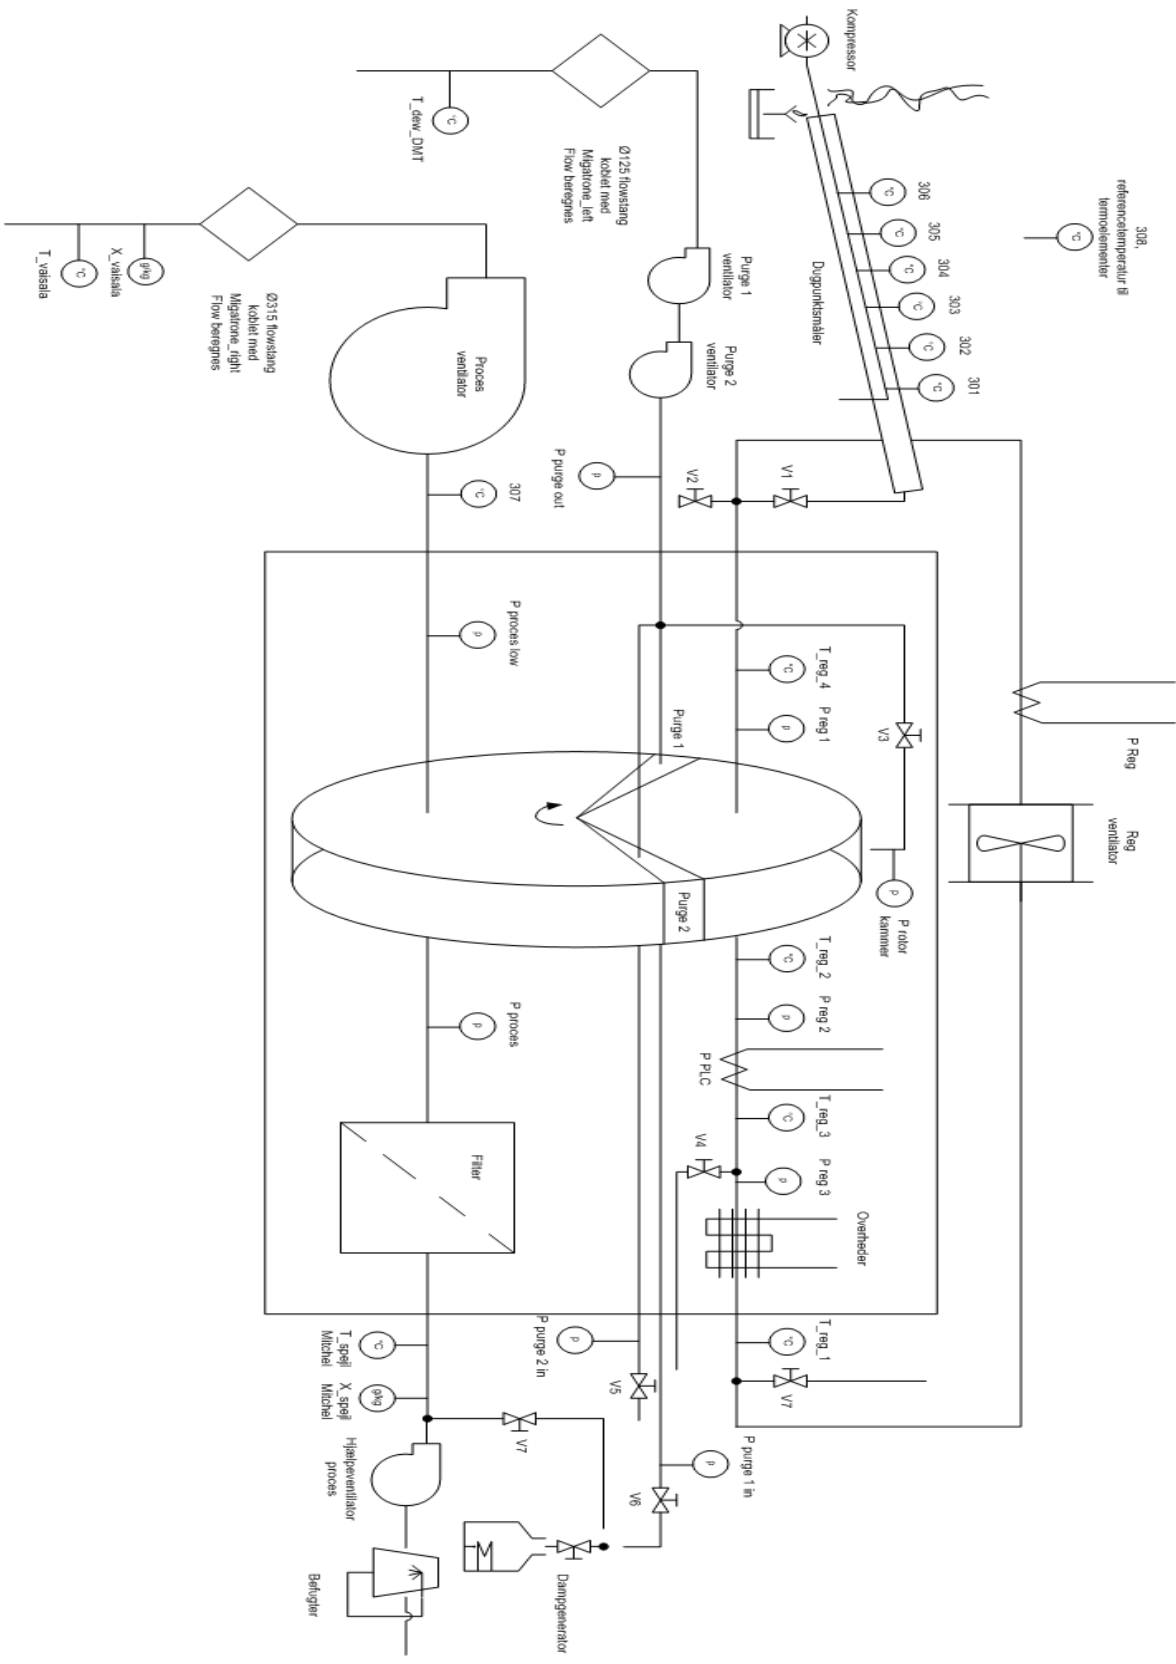 Kompressor
308,
referencetemperatur til
termoelementer
°C
306
305
304
303
302
301
°C
°C
°C
°C
°C
°C
Dugpunktsmåler
T_dew_DMT
°C
Ø125 flowstang
koblet med
Migatrone_left
Flow beregnes
Purge 1
ventilator
Purge 2
ventilator
X_vaisala
g/kg
T_vaisala
°C
Ø315 flowstang
koblet med
Migatrone_right
Flow beregnes
Proces
ventilator
P purge out
P
V2
V1
307
°C
P Reg
Reg
ventilator
P proces low
P
T_reg_4
°C
P reg 1
P
V3
Purge 1
Purge 2
P rotor
kammer
P
T_reg_2
°C
P reg 2
P
P PLC
T_reg_3
°C
P reg 3
P
V4
Overheder
P proces
P
Filter
T_reg_1
°C
V7
P purge 2 in
P
V5
P purge 1 in
P
V6
T_spejl
Mitchel
°C
X_spejl
Mitchel
g/kg
V7
Hjælpeventilator
proces
Befugter
Dampgenerator